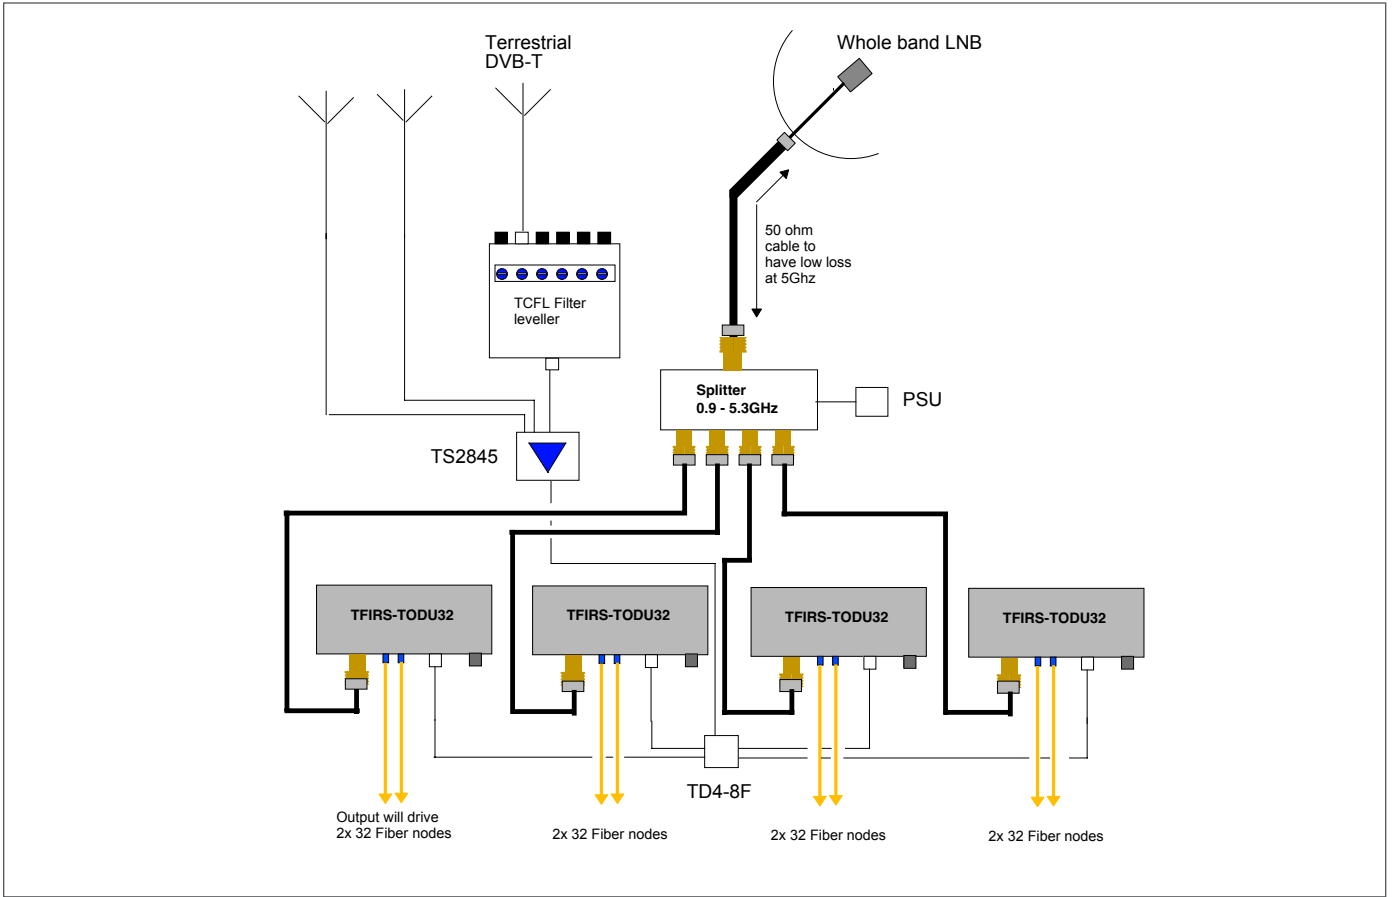 Terrestrial
DVB-T
Whole band LNB
50 ohm
cable to
have low loss
at 5Ghz
TCFL Filter
leveller
Splitter
0.9 - 5.3GHz
PSU
TS2845
TFIRS-TODU32
TFIRS-TODU32
TFIRS-TODU32
TFIRS-TODU32
TD4-8F
Output will drive
2x 32 Fiber nodes
2x 32 Fiber nodes
2x 32 Fiber nodes
2x 32 Fiber nodes